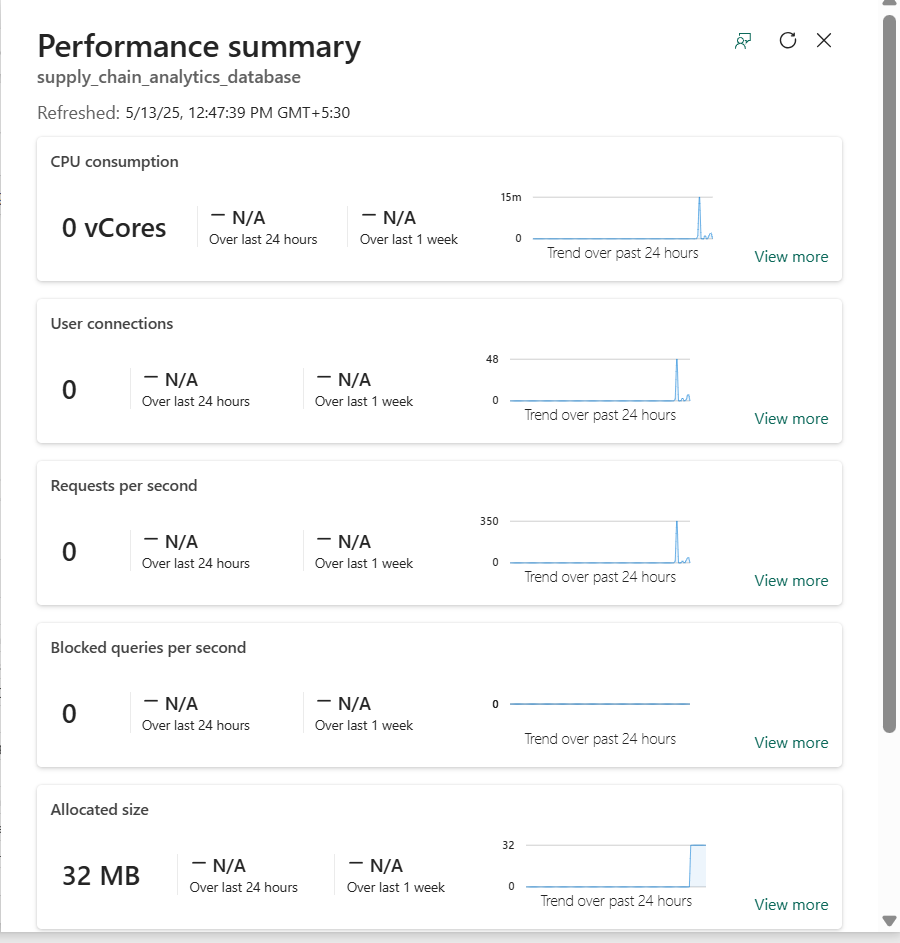 Performance summary
supply_chain_analytics_database
Refreshed: 5/13/25, 12:47:39 PM GMT+5:30
CPU consumption
0 vCores
— N/A
Over last 24 hours
— N/A
Over last 1 week
15m
0
Trend over past 24 hours
View more
User connections
0
— N/A
Over last 24 hours
— N/A
Over last 1 week
48
0
Trend over past 24 hours
View more
Requests per second
0
— N/A
Over last 24 hours
— N/A
Over last 1 week
350
0
Trend over past 24 hours
View more
Blocked queries per second
0
— N/A
Over last 24 hours
— N/A
Over last 1 week
0
Trend over past 24 hours
View more
Allocated size
32 MB
— N/A
Over last 24 hours
— N/A
Over last 1 week
32
0
Trend over past 24 hours
View more